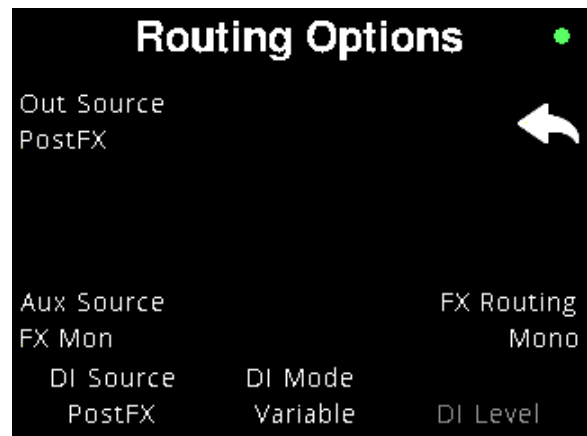 Routing Options
Out Source
PostFX
Aux Source FX Routing
FX Mon Mono
DI Source DI Mode
PostFX Variable DI Level